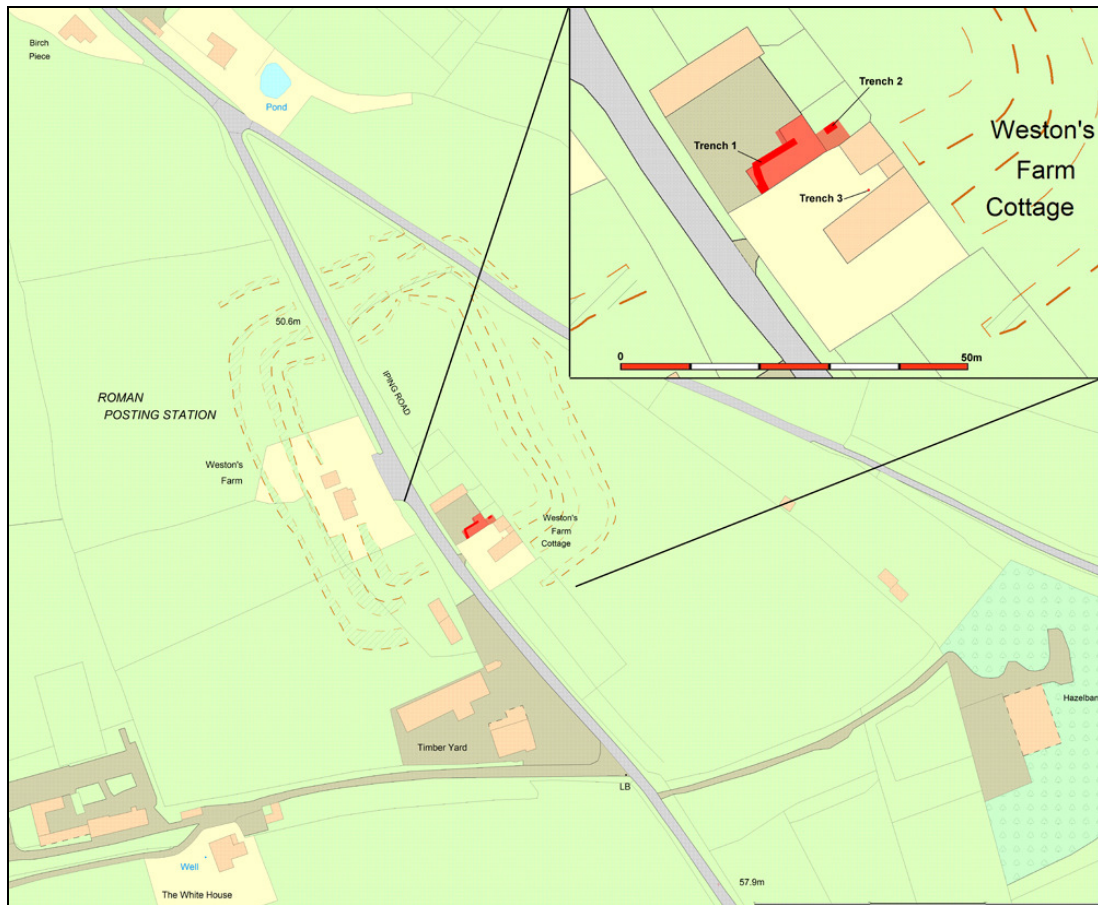 Birch
Piece
Pond
Trench 2
Trench 1
Trench 3
Weston's
Farm
Cottage
0
50m
50.6m
IPING ROAD
ROMAN
POSTING STATION
Weston's
Farm
Weston's
Farm
Cottage
Timber Yard
LB
Hazelban
Well
The White House
57.9m